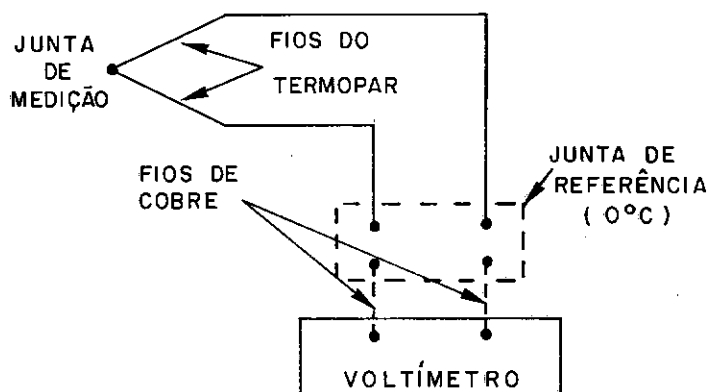 JUNTA
DE
MEDIÇÃO
FIOS DO
TERMOPAR
FIOS DE
COBRE
JUNTA DE
REFERÊNCIA
( 0°C )
VOLTÍMETRO